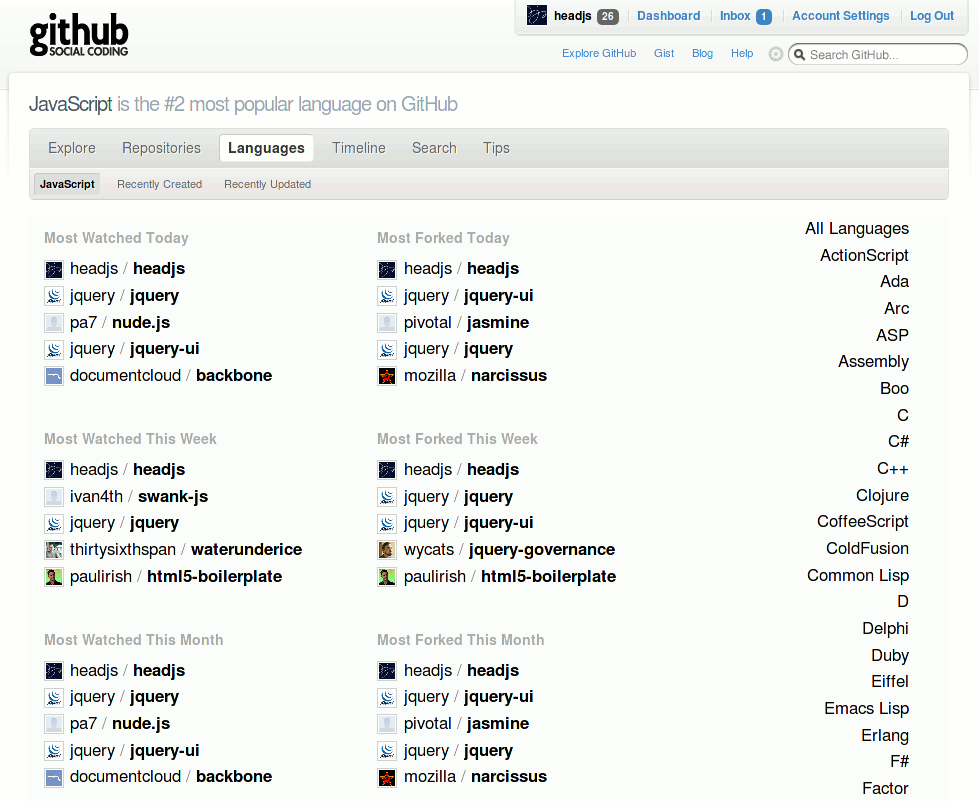 github
SOCIAL CODING
headjs 26 Dashboard Inbox 1 Account Settings Log Out
Explore GitHub Gist Blog Help Search GitHub...
JavaScript is the #2 most popular language on GitHub
Explore Repositories Languages Timeline Search Tips
JavaScript Recently Created Recently Updated
Most Watched Today
headjs / headjs
jquery / jquery
pa7 / nude.js
jquery / jquery-ui
documentcloud / backbone
Most Forked Today
headjs / headjs
jquery / jquery-ui
pivotal / jasmine
jquery / jquery
mozilla / narcissus
Most Watched This Week
headjs / headjs
ivan4th / swank-js
jquery / jquery
thirtysixthspan / waterunderice
paulirish / html5-boilerplate
Most Forked This Week
headjs / headjs
jquery / jquery
jquery / jquery-ui
wycats / jquery-governance
paulirish / html5-boilerplate
Most Watched This Month
headjs / headjs
jquery / jquery
pa7 / nude.js
jquery / jquery-ui
documentcloud / backbone
Most Forked This Month
headjs / headjs
jquery / jquery-ui
pivotal / jasmine
jquery / jquery
mozilla / narcissus
All Languages
ActionScript
Ada
Arc
ASP
Assembly
Boo
C
C#
C++
Clojure
CoffeeScript
ColdFusion
Common Lisp
D
Delphi
Duby
Eiffel
Emacs Lisp
Erlang
F#
Factor